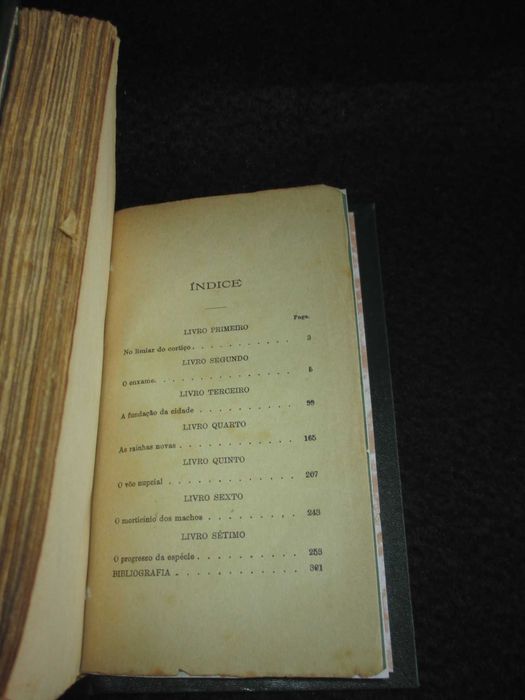 ÍNDICE
Págs.
LIVRO PRIMEIRO
No limiar do cortiço . . . . . . . . . . . 3
LIVRO SEGUNDO
O enxame. . . . . . . . . . . . . . 5
LIVRO TERCEIRO
A fundação da cidade . . . . . . . . . . 99
LIVRO QUARTO
As rainhas novas . . . . . . . . . . . 165
LIVRO QUINTO
O vôo nupcial . . . . . . . . . . . . 207
LIVRO SEXTO
O morticínio dos machos . . . . . . . . . 243
LIVRO SÉTIMO
O progresso da espécie . . . . . . . . . . 253
BIBLIOGRAFIA . . . . . . . . . . . . 301